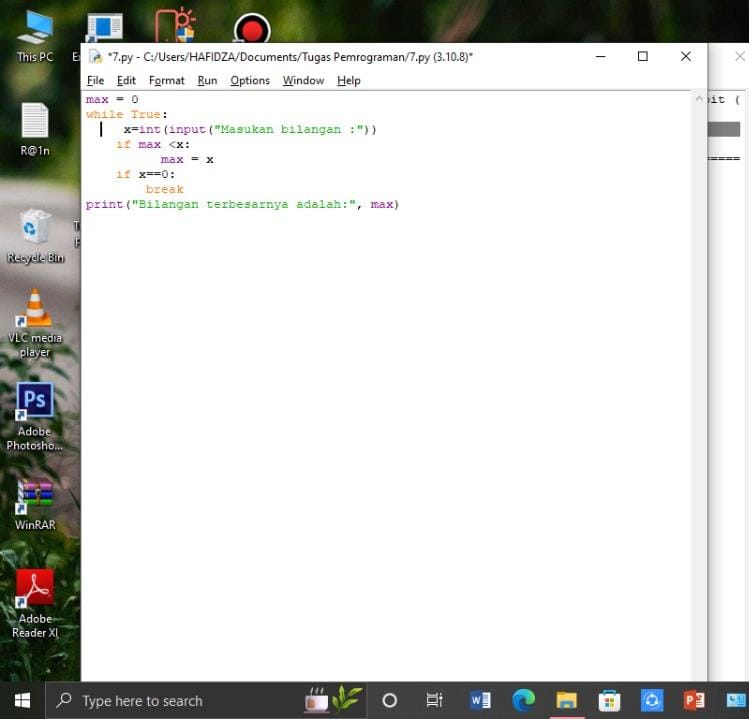 This PC
R@1n
Recycle Bin
VLC media
player
Ps
Adobe
Photosho...
WinRAR
Adobe
Reader XI
*7.py - C:/Users/HAFIDZA/Documents/Tugas Pemrograman/7.py (3.10.8)*
File Edit Format Run Options Window Help
max = 0
while True:
x=int(input("Masukan bilangan :"))
if max <x:
max = x
if x==0:
break
print("Bilangan terbesarnya adalah:", max)
Type here to search